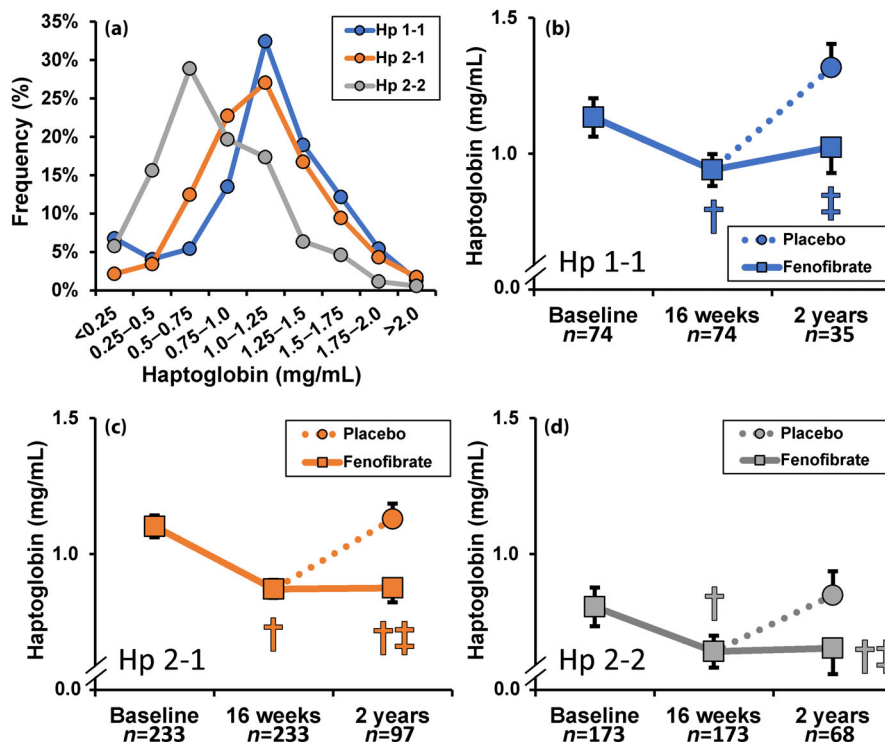 (a)
Hp 1-1
Hp 2-1
Hp 2-2
35%
30%
25%
20%
15%
10%
5%
0%
Frequency (%)
<0.25
0.25–0.5
0.5–0.75
0.75–1.0
1.0–1.25
1.25–1.5
1.5–1.75
1.75–2.0
>2.0
Haptoglobin (mg/mL)
(b)
1.5
1.0
0.0
Haptoglobin (mg/mL)
†
‡
Placebo
Fenofibrate
Hp 1-1
Baseline 16 weeks 2 years
n=74 n=74 n=35
(c)
1.5
1.0
0.0
Haptoglobin (mg/mL)
Placebo
Fenofibrate
†
†‡
Hp 2-1
Baseline 16 weeks 2 years
n=233 n=233 n=97
(d)
1.5
1.0
0.0
Haptoglobin (mg/mL)
Placebo
Fenofibrate
†
†‡
Hp 2-2
Baseline 16 weeks 2 years
n=173 n=173 n=68